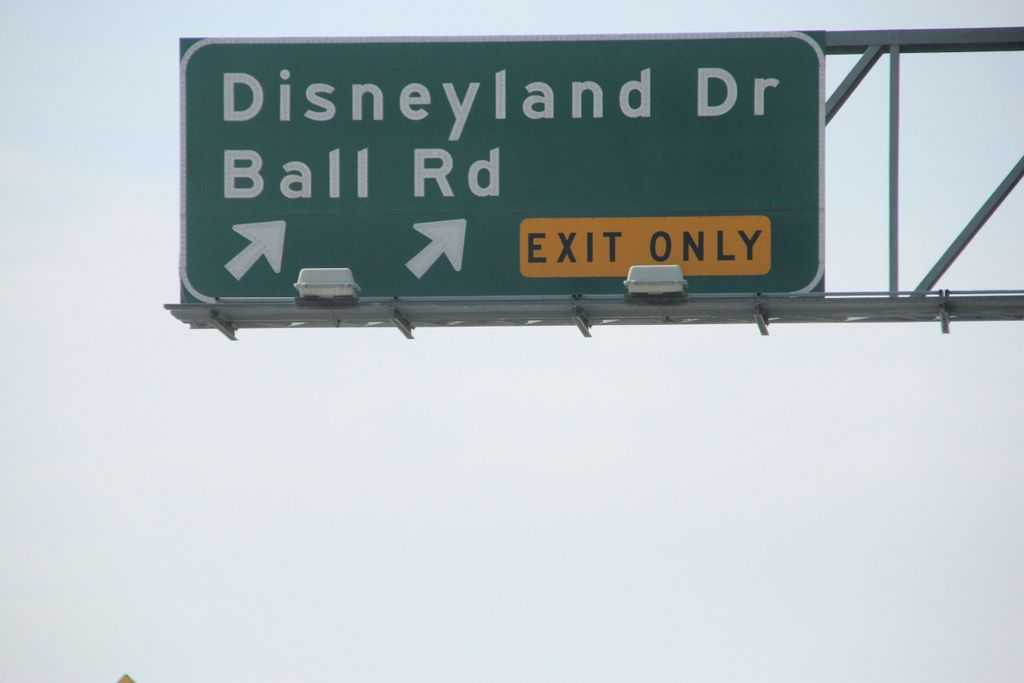 Disneyland Dr
Ball Rd
EXIT ONLY